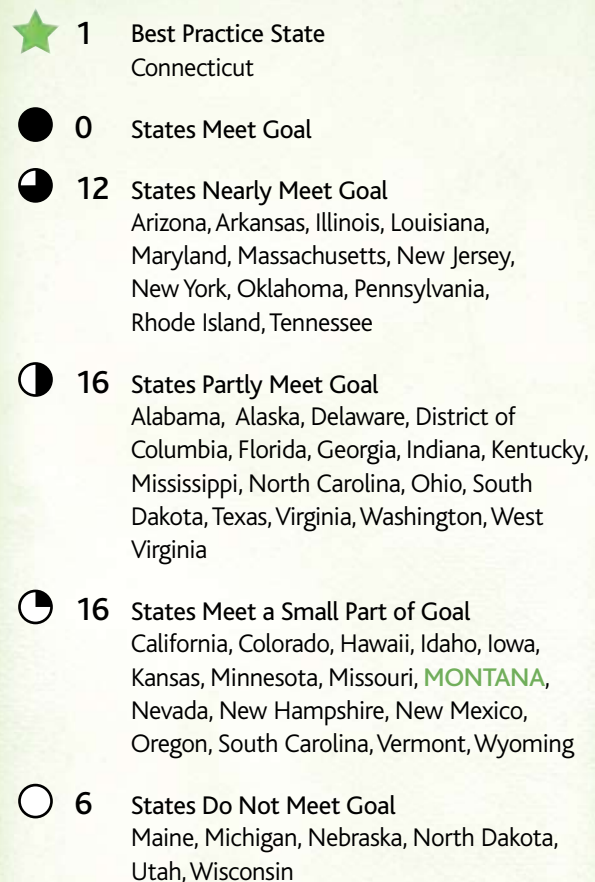 1 Best Practice State
Connecticut
0 States Meet Goal
12 States Nearly Meet Goal
Arizona, Arkansas, Illinois, Louisiana,
Maryland, Massachusetts, New Jersey,
New York, Oklahoma, Pennsylvania,
Rhode Island, Tennessee
16 States Partly Meet Goal
Alabama, Alaska, Delaware, District of
Columbia, Florida, Georgia, Indiana, Kentucky,
Mississippi, North Carolina, Ohio, South
Dakota, Texas, Virginia, Washington, West
Virginia
16 States Meet a Small Part of Goal
California, Colorado, Hawaii, Idaho, Iowa,
Kansas, Minnesota, Missouri, MONTANA,
Nevada, New Hampshire, New Mexico,
Oregon, South Carolina, Vermont, Wyoming
6 States Do Not Meet Goal
Maine, Michigan, Nebraska, North Dakota,
Utah, Wisconsin